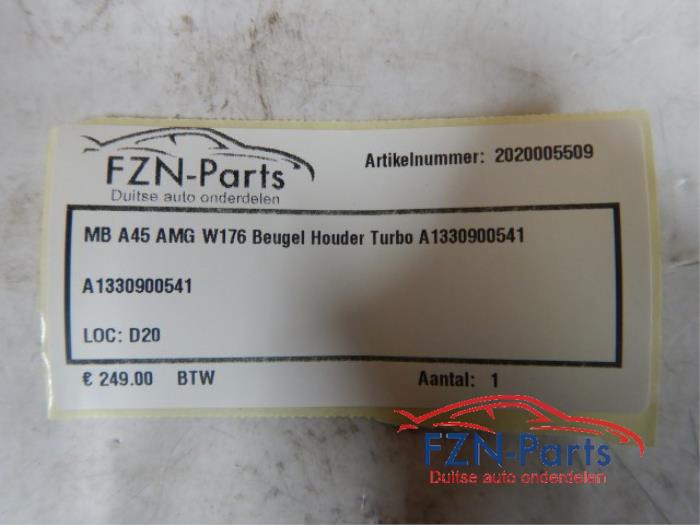 FZN-Parts
Duitse auto onderdelen
Artikelnummer: 2020005509
MB A45 AMG W176 Beugel Houder Turbo A1330900541
A1330900541
LOC: D20
€ 249.00 BTW
Aantal: 1
FZN-Parts
Duitse auto onderdelen